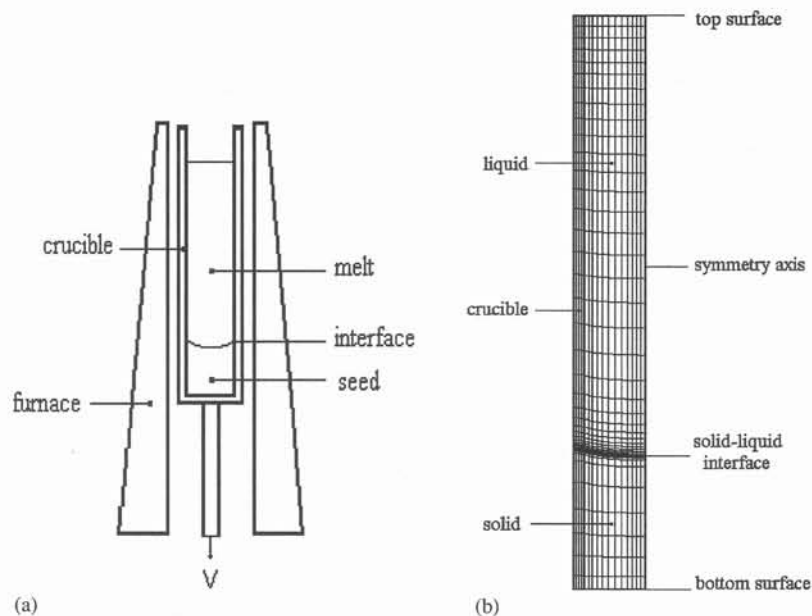 crucible
melt
interface
seed
furnace
V
(a)
top surface
liquid
symmetry axis
crucible
solid-liquid
interface
solid
bottom surface
(b)